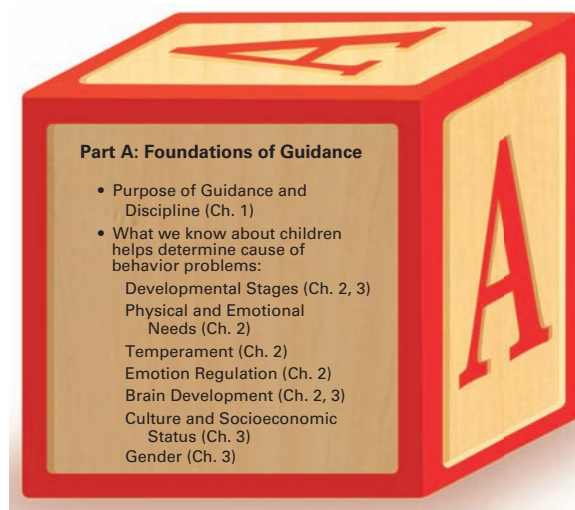 A
Part A: Foundations of Guidance
• Purpose of Guidance and
Discipline (Ch. 1)
• What we know about children
helps determine cause of
behavior problems:
Developmental Stages (Ch. 2, 3)
Physical and Emotional
Needs (Ch. 2)
Temperament (Ch. 2)
Emotion Regulation (Ch. 2)
Brain Development (Ch. 2, 3)
Culture and Socioeconomic
Status (Ch. 3)
Gender (Ch. 3)
A